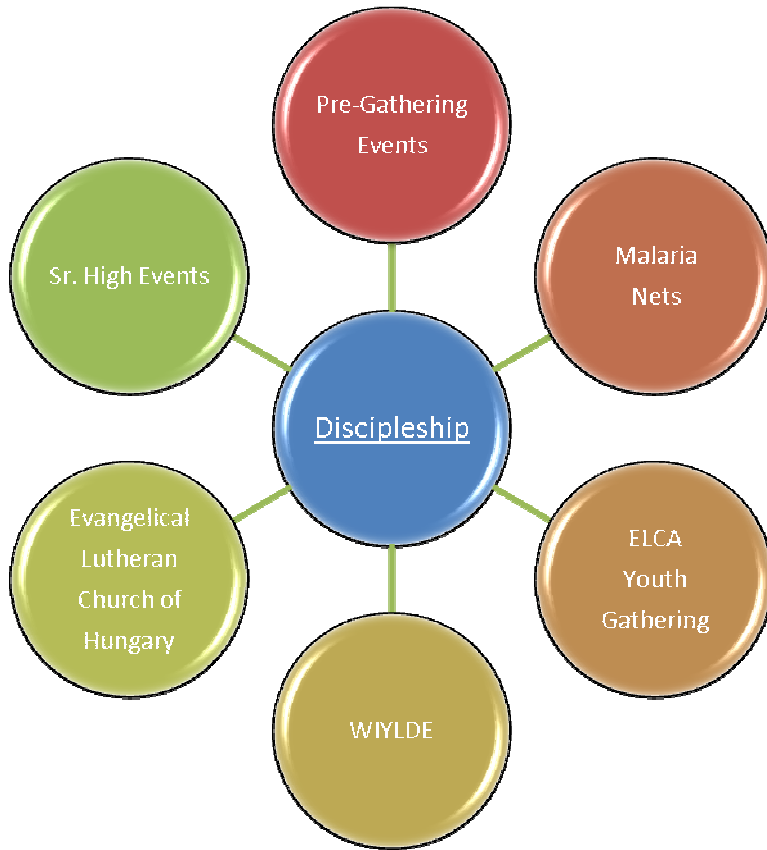 Pre-Gathering
Events
Malaria
Nets
Sr. High Events
Discipleship
Evangelical
Lutheran
Church of
Hungary
ELCA
Youth
Gathering
WIYLDE